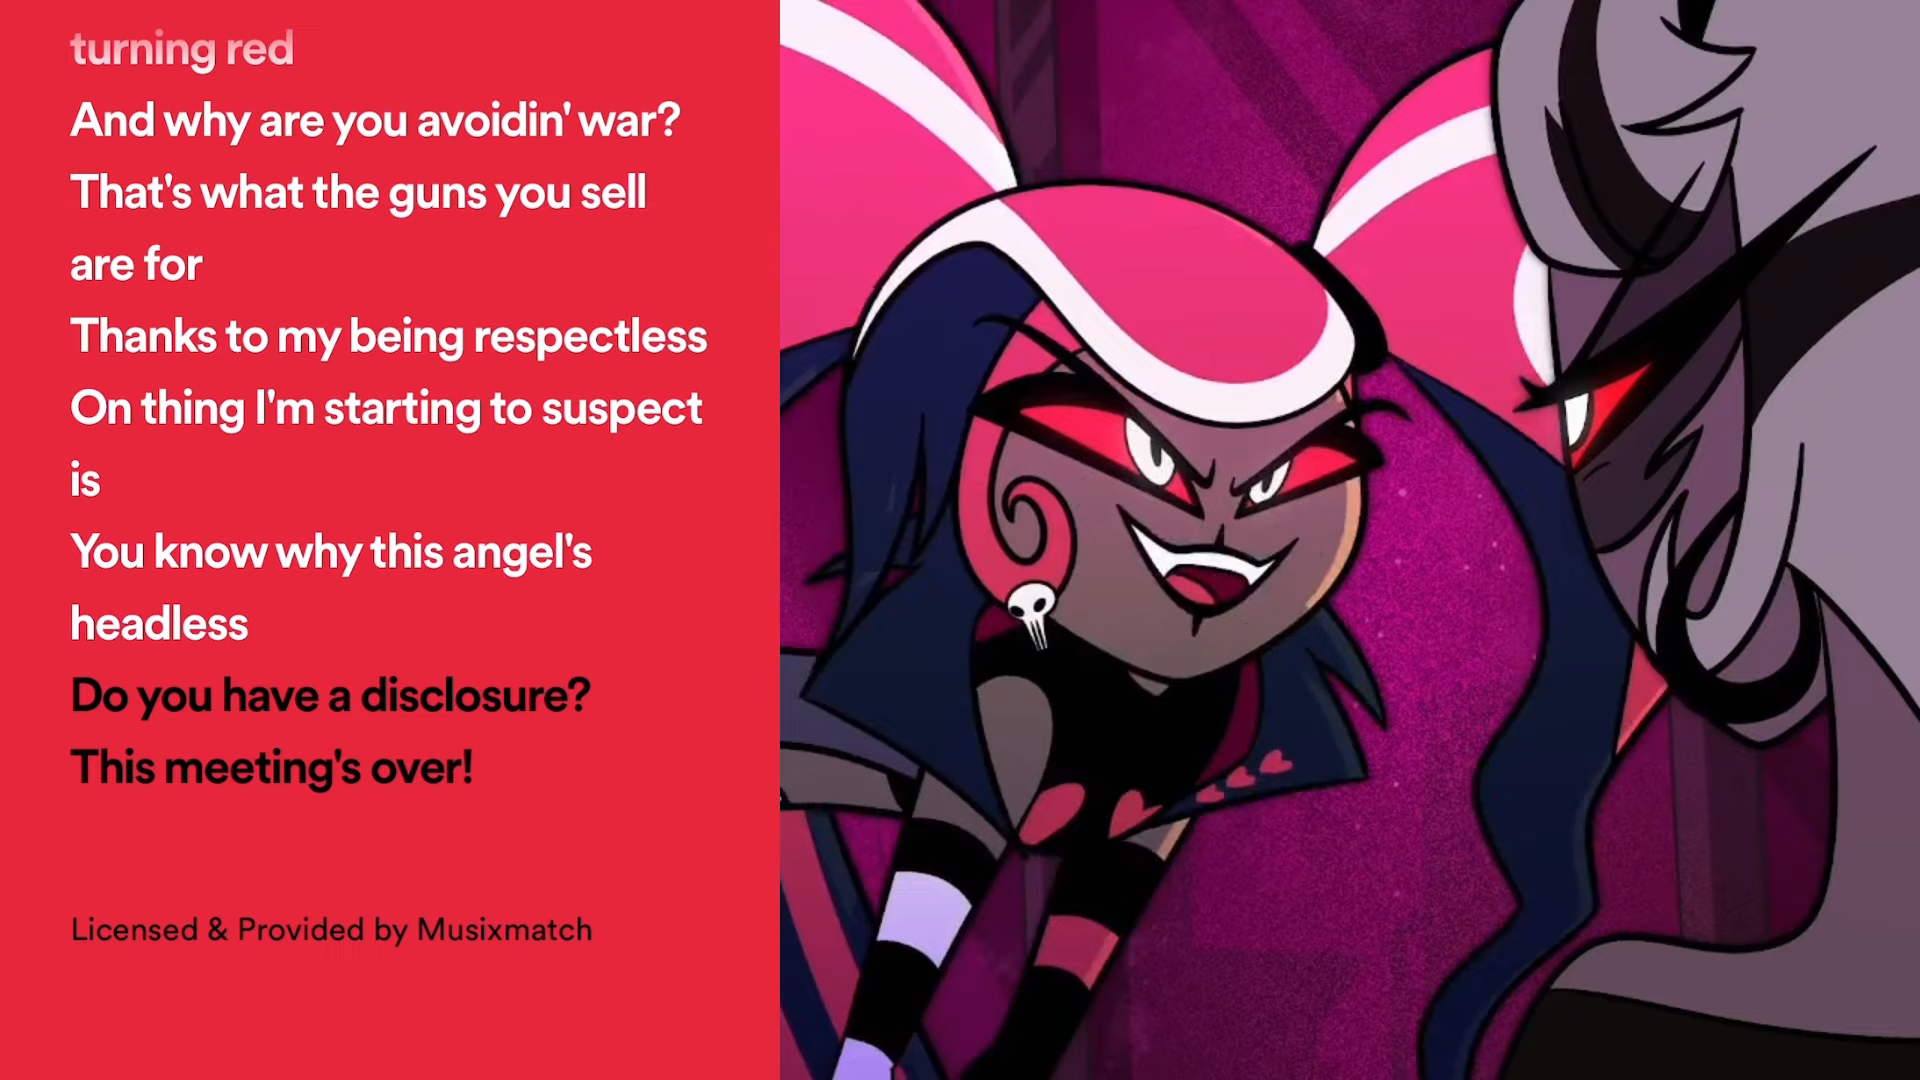 turning red
And why are you avoidin' war?
That's what the guns you sell
are for
Thanks to my being respectless
On thing I'm starting to suspect
is
You know why this angel's
headless
Do you have a disclosure?
This meeting's over!
Licensed & Provided by Musixmatch